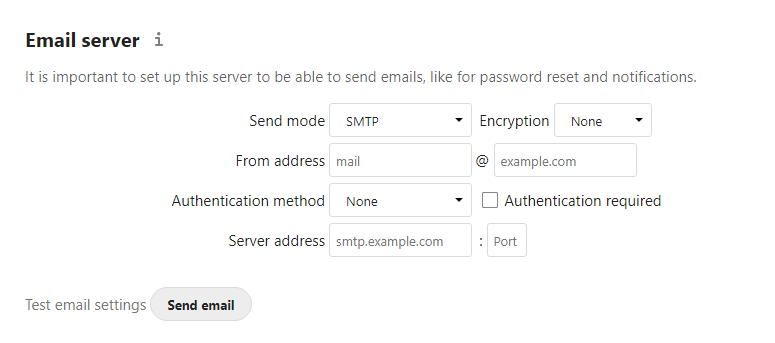 Email server i
It is important to set up this server to be able to send emails, like for password reset and notifications.
Send mode SMTP Encryption None
From address mail @ example.com
Authentication method None Authentication required
Server address smtp.example.com : Port
Test email settings Send email